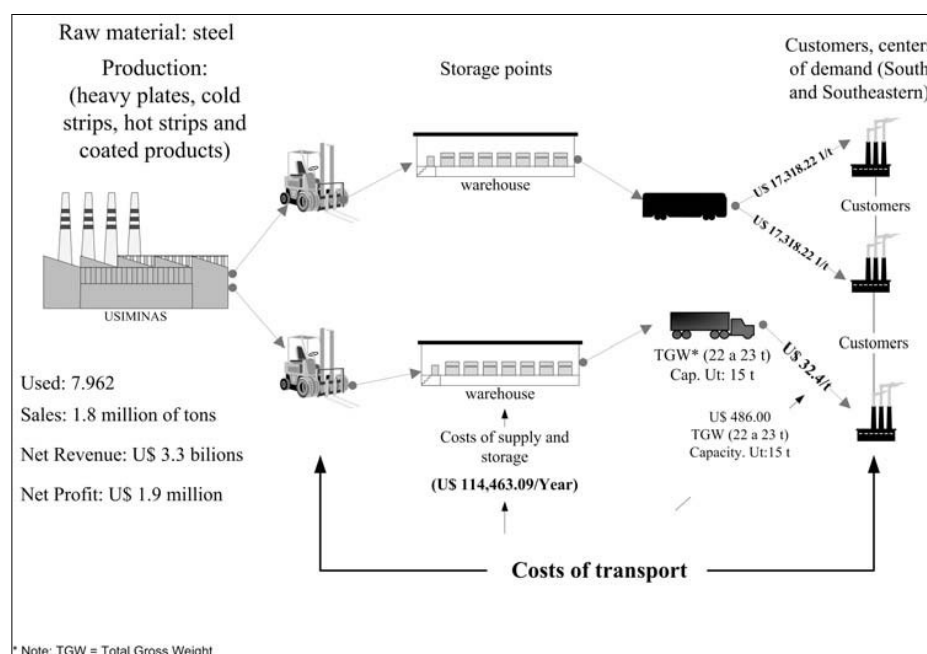 Raw material: steel
Production:
(heavy plates, cold
strips, hot strips and
coated products)
Storage points
Customers, centers
of demand (South
and Southeastern)
warehouse
U$ 17,318.22 1/t
U$ 17,318.22 1/t
Customers
USIMINAS
warehouse
TGW* (22 a 23 t)
Cap. Ut: 15 t
U$ 32.4/t
Customers
Used: 7.962
Sales: 1.8 million of tons
Net Revenue: U$ 3.3 bilions
Net Profit: U$ 1.9 million
Costs of supply and
storage
(U$ 114,463.09/Year)
U$ 486.00
TGW (22 a 23 t)
Capacity. Ut:15 t
Costs of transport
* Note: TGW = Total Gross Weight